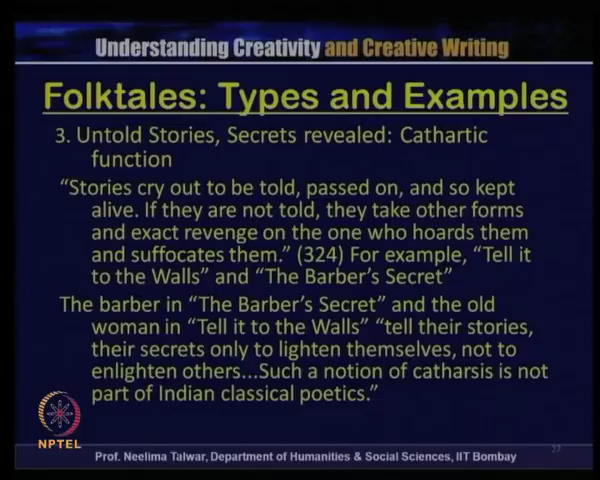 Understanding Creativity and Creative Writing
Folktales: Types and Examples
3. Untold Stories, Secrets revealed: Cathartic
function
“Stories cry out to be told, passed on, and so kept
alive. If they are not told, they take other forms
and exact revenge on the one who hoards them
and suffocates them.” (324) For example, “Tell it
to the Walls” and “The Barber’s Secret”
The barber in “The Barber’s Secret” and the old
woman in “Tell it to the Walls” “tell their stories,
their secrets only to lighten themselves, not to
enlighten others...Such a notion of catharsis is not
part of Indian classical poetics.”
NPTEL
Prof. Neelima Talwar, Department of Humanities & Social Sciences, IIT Bombay